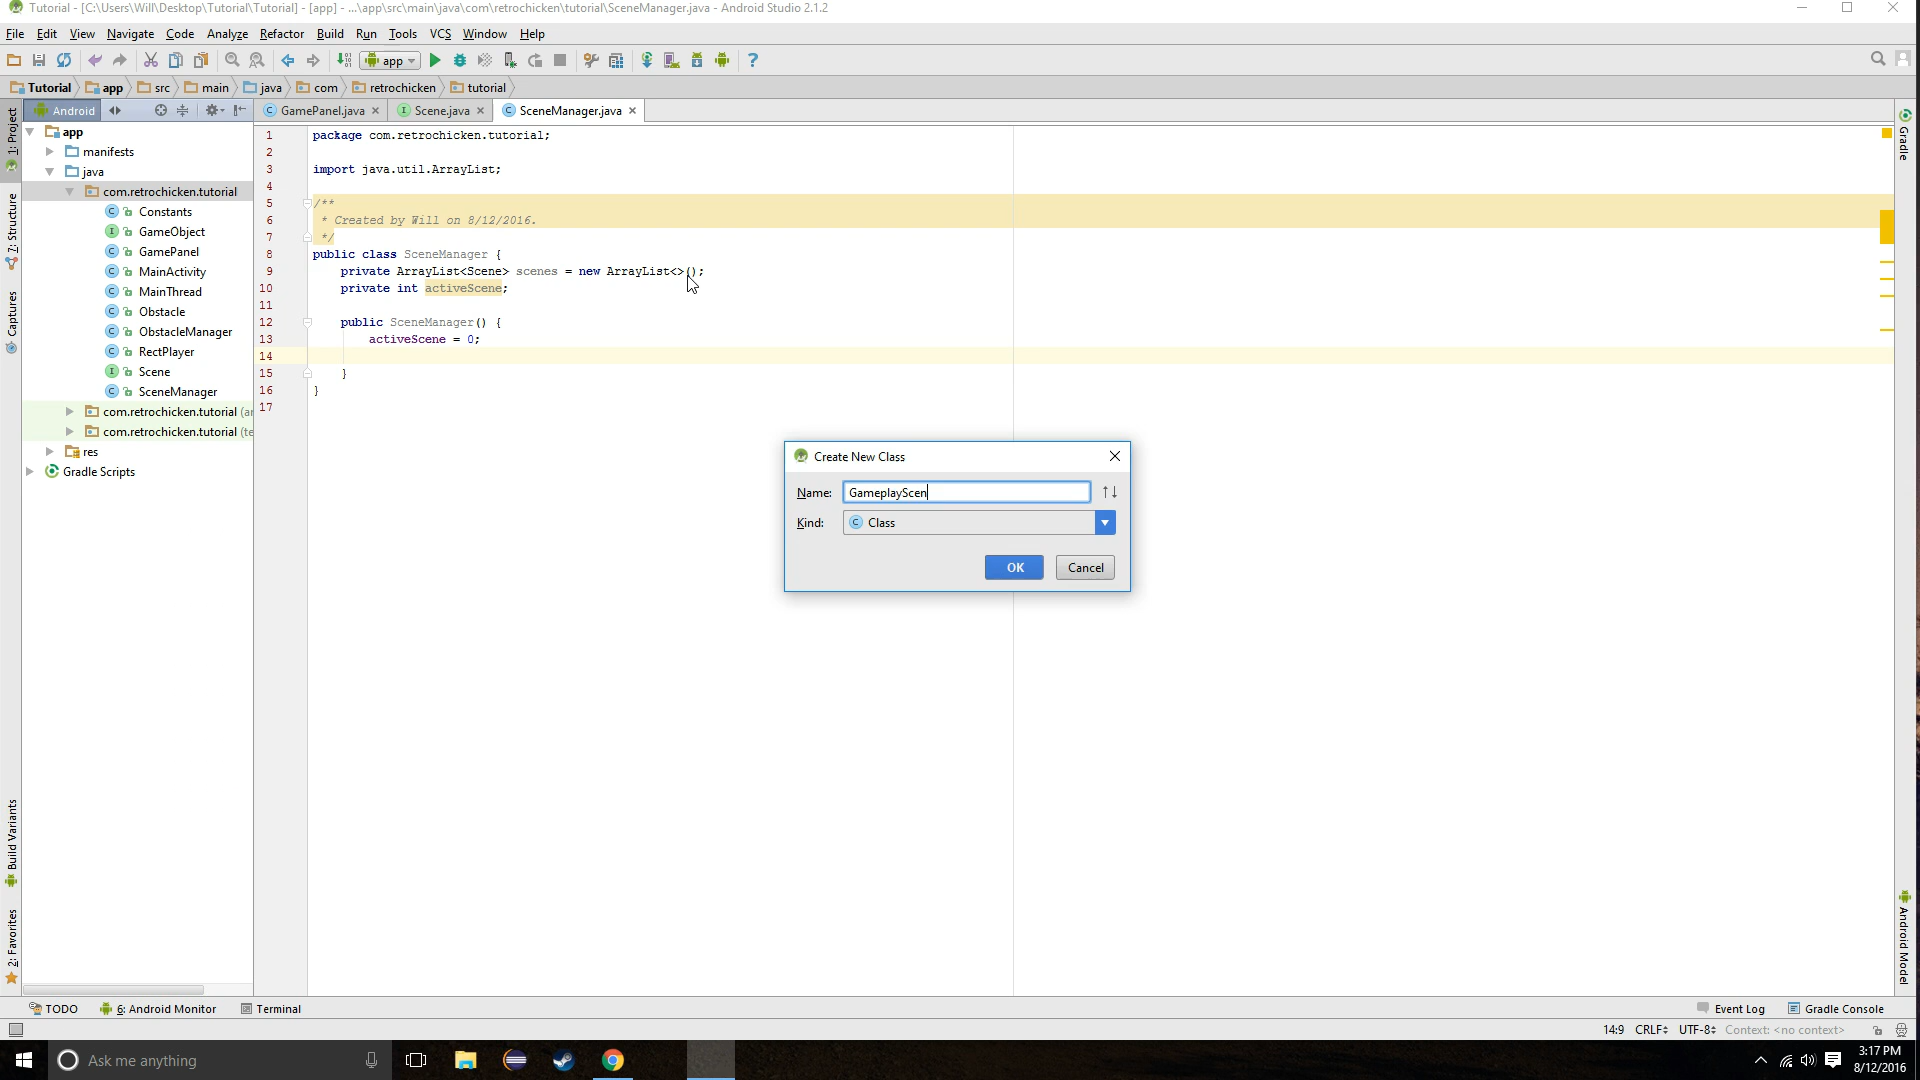 Tutorial - [C:\Users\Will\Desktop\Tutorial\Tutorial] - [app] - ...\app\src\main\java\com\retrochicken\tutorial\SceneManager.java - Android Studio 2.1.2
File Edit View Navigate Code Analyze Refactor Build Run Tools VCS Window Help
app
Tutorial app src main java com retrochicken tutorial
Android
GamePanel.java Scene.java SceneManager.java
1: Project
7: Structure
Captures
Build Variants
2: Favorites
app
manifests
java
com.retrochicken.tutorial
Constants
GameObject
GamePanel
MainActivity
MainThread
Obstacle
ObstacleManager
RectPlayer
Scene
SceneManager
com.retrochicken.tutorial (ar
com.retrochicken.tutorial (te
res
Gradle Scripts
1 package com.retrochicken.tutorial;
2
3 import java.util.ArrayList;
4
5 /**
6 * Created by Will on 8/12/2016.
7 */
8 public class SceneManager {
9 private ArrayList<Scene> scenes = new ArrayList<>();
10 private int activeScene;
11
12 public SceneManager() {
13 activeScene = 0;
14
15 }
16 }
17
Create New Class
Name: GameplayScen
Kind: Class
OK Cancel
Gradle
Android Model
TODO 6: Android Monitor Terminal Event Log Gradle Console
14:9 CRLF UTF-8 Context: <no context>
Ask me anything
3:17 PM
8/12/2016